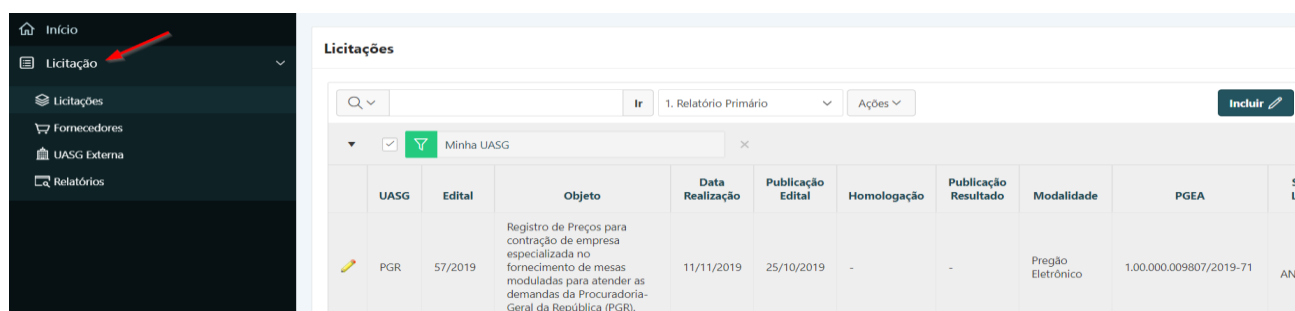 Início
Licitação
Licitações
Fornecedores
UASG Externa
Relatórios
Licitações
Ir
1. Relatório Primário
Ações
Incluir
Minha UASG
UASG
Edital
Objeto
Data
Realização
Publicação
Edital
Homologação
Publicação
Resultado
Modalidade
PGEA
PGR
57/2019
Registro de Preços para
contração de empresa
especializada no
fornecimento de mesas
moduladas para atender as
demandas da Procuradoria-
Geral da República (PGR).
11/11/2019
25/10/2019
-
-
Pregão
Eletrônico
1.00.000.009807/2019-71
AN